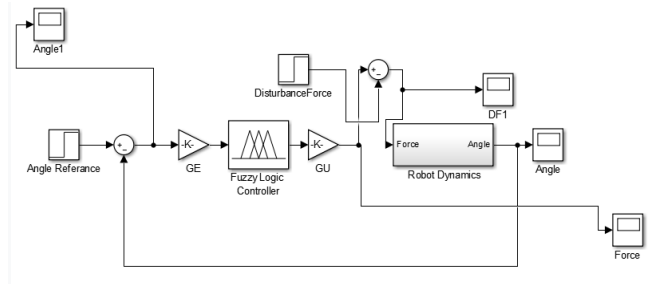 Angle1
DisturbanceForce
+
-
DF1
Angle Referance
+
-
-K-
GE
Fuzzy Logic
Controller
-K-
GU
Force
Angle
Robot Dynamics
Angle
Force